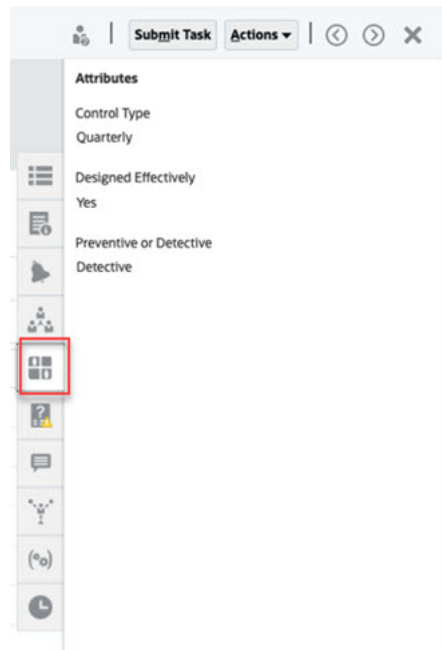 Submit Task Actions
Attributes
Control Type
Quarterly
Designed Effectively
Yes
Preventive or Detective
Detective